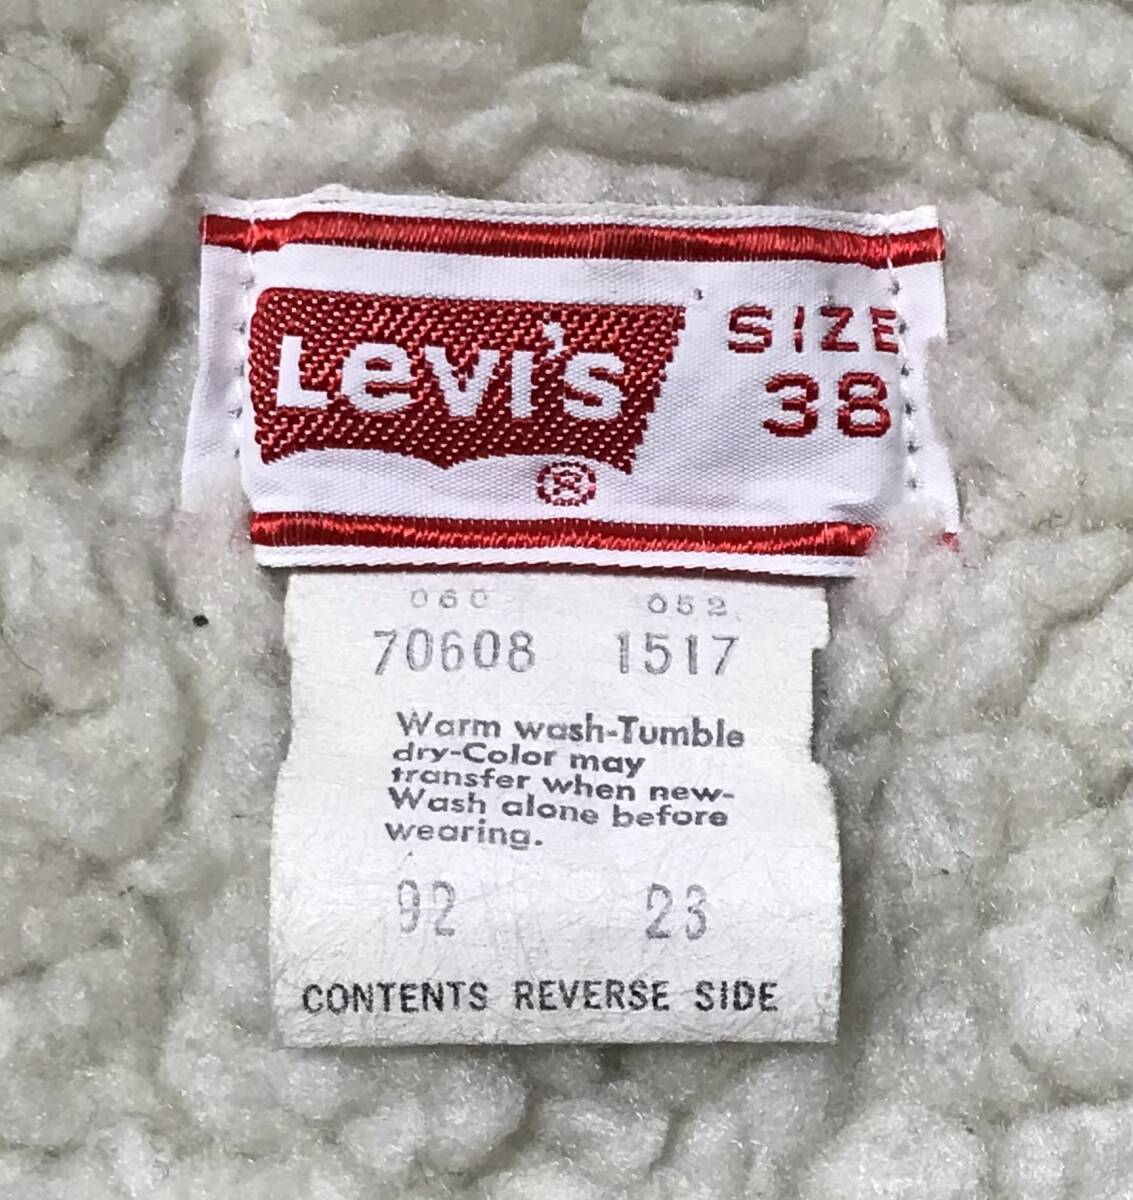 Levi's
SIZE
38
®
060 052
70608 1517
Warm wash-Tumble
dry-Color may
transfer when new-
Wash alone before
wearing.
92 23
CONTENTS REVERSE SIDE